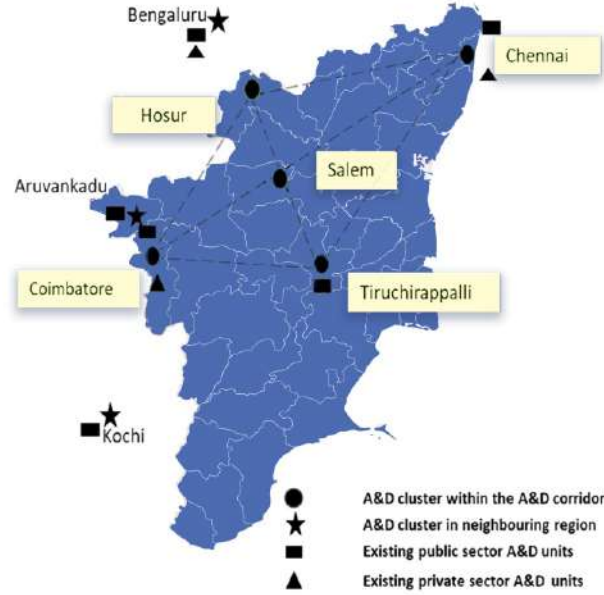 Bengaluru
Chennai
Hosur
Salem
Aruvankadu
Coimbatore
Tiruchirappalli
Kochi
A&D cluster within the A&D corridor
A&D cluster in neighbouring region
Existing public sector A&D units
Existing private sector A&D units